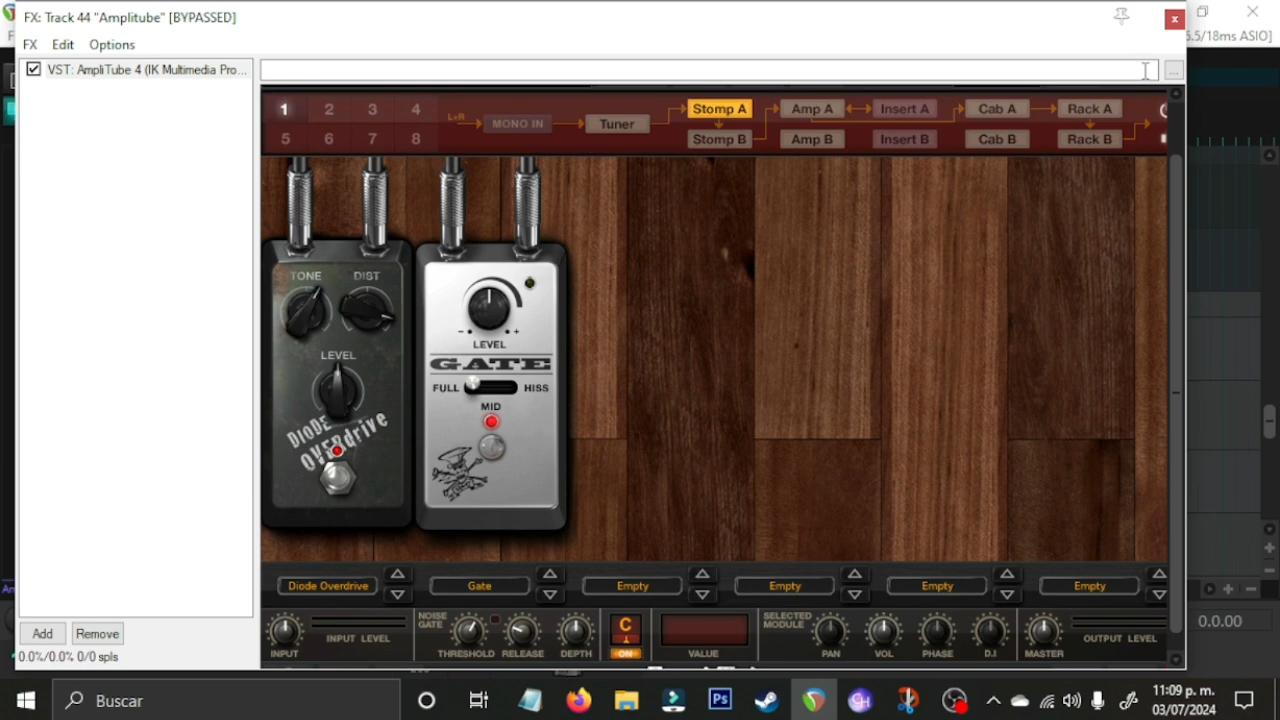 FX: Track 44 "Amplitube" [BYPASSED]
5.5/18ms ASIO]
FX Edit Options
VST: AmpliTube 4 (IK Multimedia Pro...
...
1 2 3 4
5 6 7 8
L+R
MONO IN
Tuner
Stomp A
Amp A
Insert A
Cab A
Rack A
Stomp B
Amp B
Insert B
Cab B
Rack B
TONE DIST
LEVEL
DIODE
OVERdrive
- +
LEVEL
GATE
FULL HISS
MID
Diode Overdrive
Gate
Empty
Empty
Empty
Empty
INPUT
INPUT LEVEL
NOISE
GATE
THRESHOLD
RELEASE
DEPTH
C
ON
VALUE
SELECTED
MODULE
PAN
VOL
PHASE
D.I
MASTER
OUTPUT LEVEL
Add Remove
0.0%/0.0% 0/0 spls
0.0.00
Buscar
Ps
CH
11:09 p. m.
03/07/2024